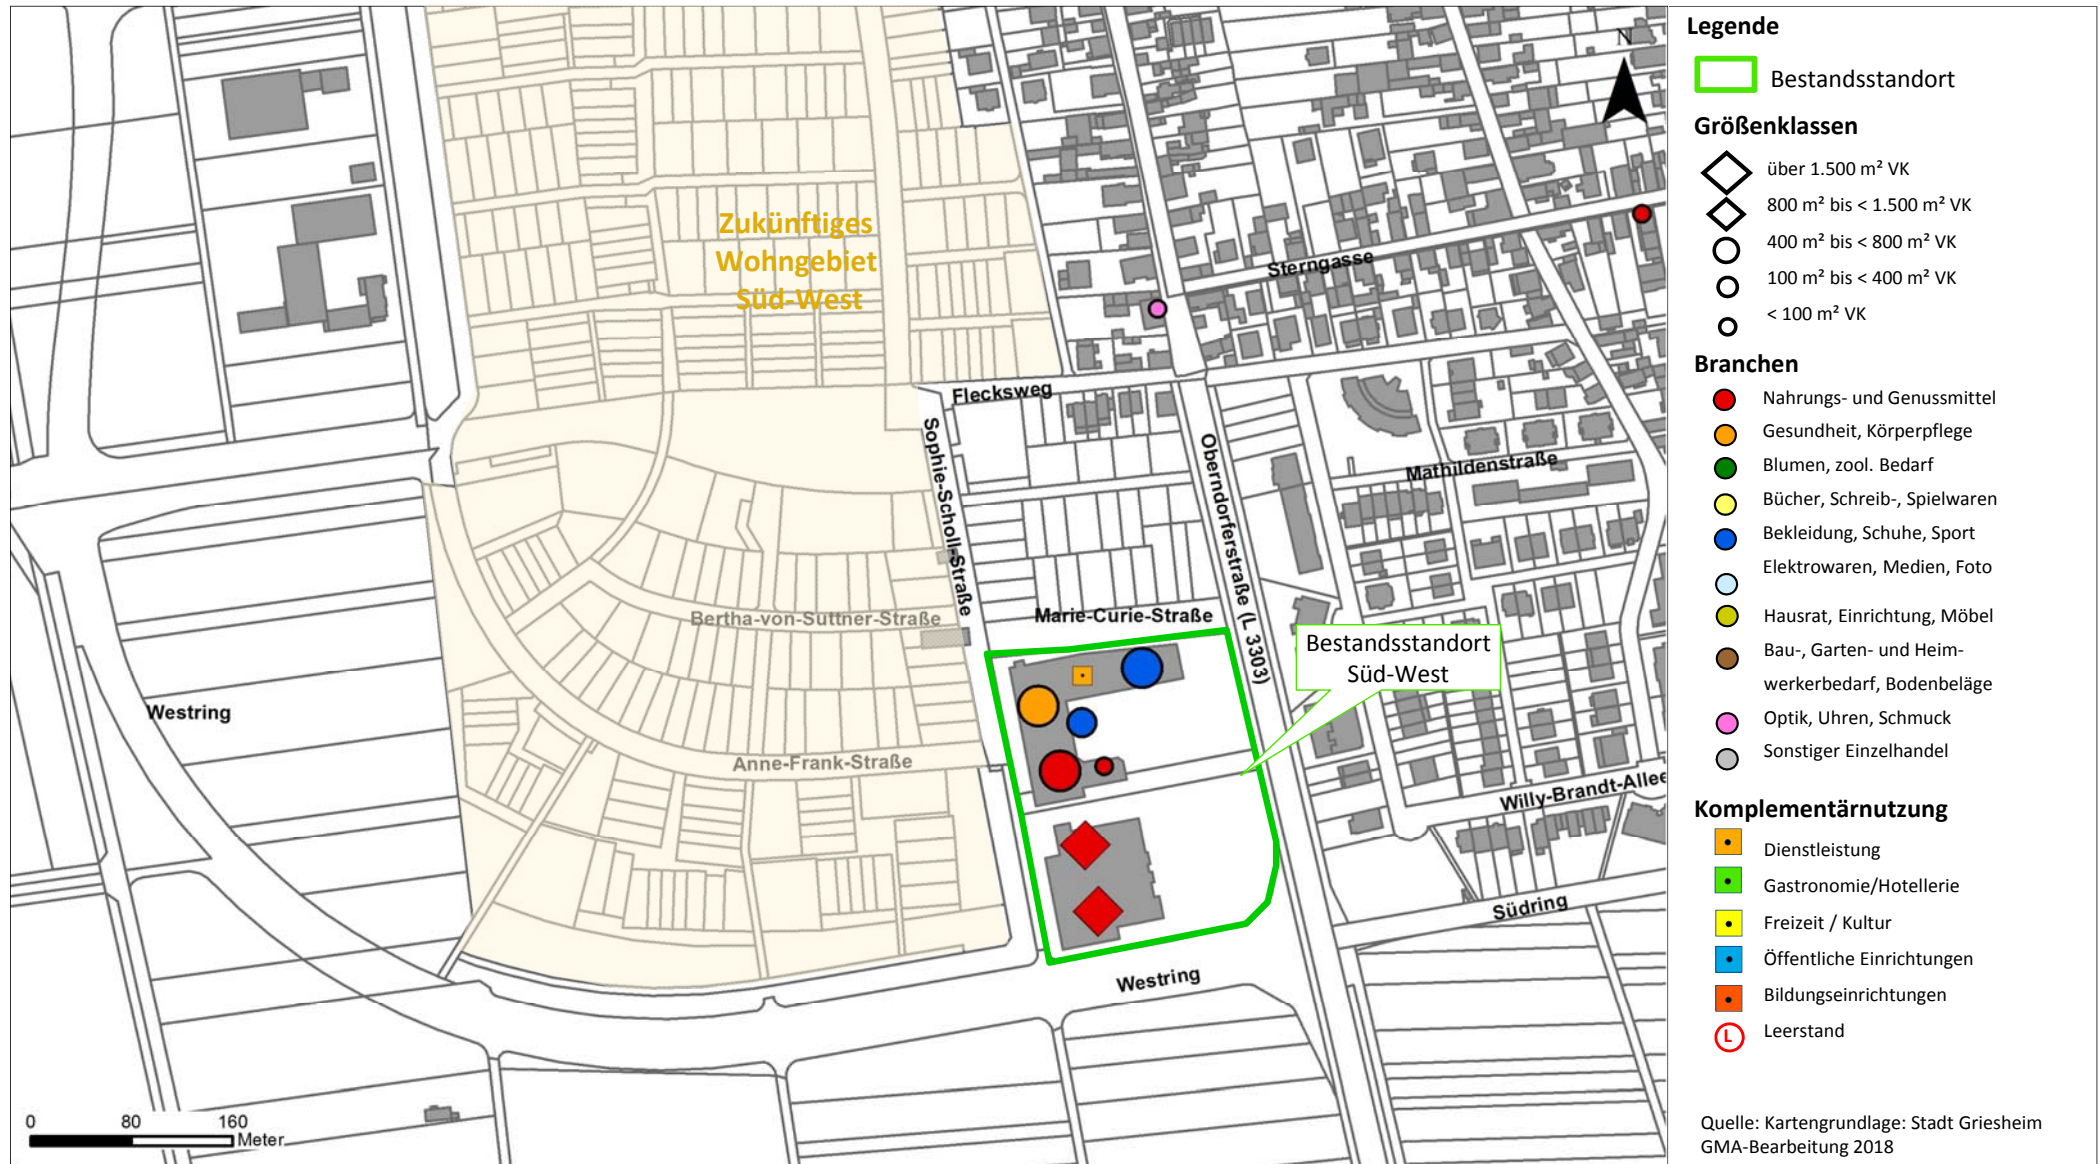 Zukünftiges
Wohngebiet
Süd-West
Sterngasse
Flecksweg
Sophie-Scholl-Straße
Oberndorferstraße (L 3303)
Mathildenstraße
Bertha-von-Suttner-Straße
Marie-Curie-Straße
Bestandsstandort
Süd-West
Westring
Anne-Frank-Straße
Willy-Brandt-Allee
Südring
Westring
0 80 160
Meter
N
Legende
Bestandsstandort
Größenklassen
über 1.500 m² VK
800 m² bis < 1.500 m² VK
400 m² bis < 800 m² VK
100 m² bis < 400 m² VK
< 100 m² VK
Branchen
Nahrungs- und Genussmittel
Gesundheit, Körperpflege
Blumen, zool. Bedarf
Bücher, Schreib-, Spielwaren
Bekleidung, Schuhe, Sport
Elektrowaren, Medien, Foto
Hausrat, Einrichtung, Möbel
Bau-, Garten- und Heim-
werkerbedarf, Bodenbeläge
Optik, Uhren, Schmuck
Sonstiger Einzelhandel
Komplementärnutzung
Dienstleistung
Gastronomie/Hotellerie
Freizeit / Kultur
Öffentliche Einrichtungen
Bildungseinrichtungen
L Leerstand
Quelle: Kartengrundlage: Stadt Griesheim
GMA-Bearbeitung 2018